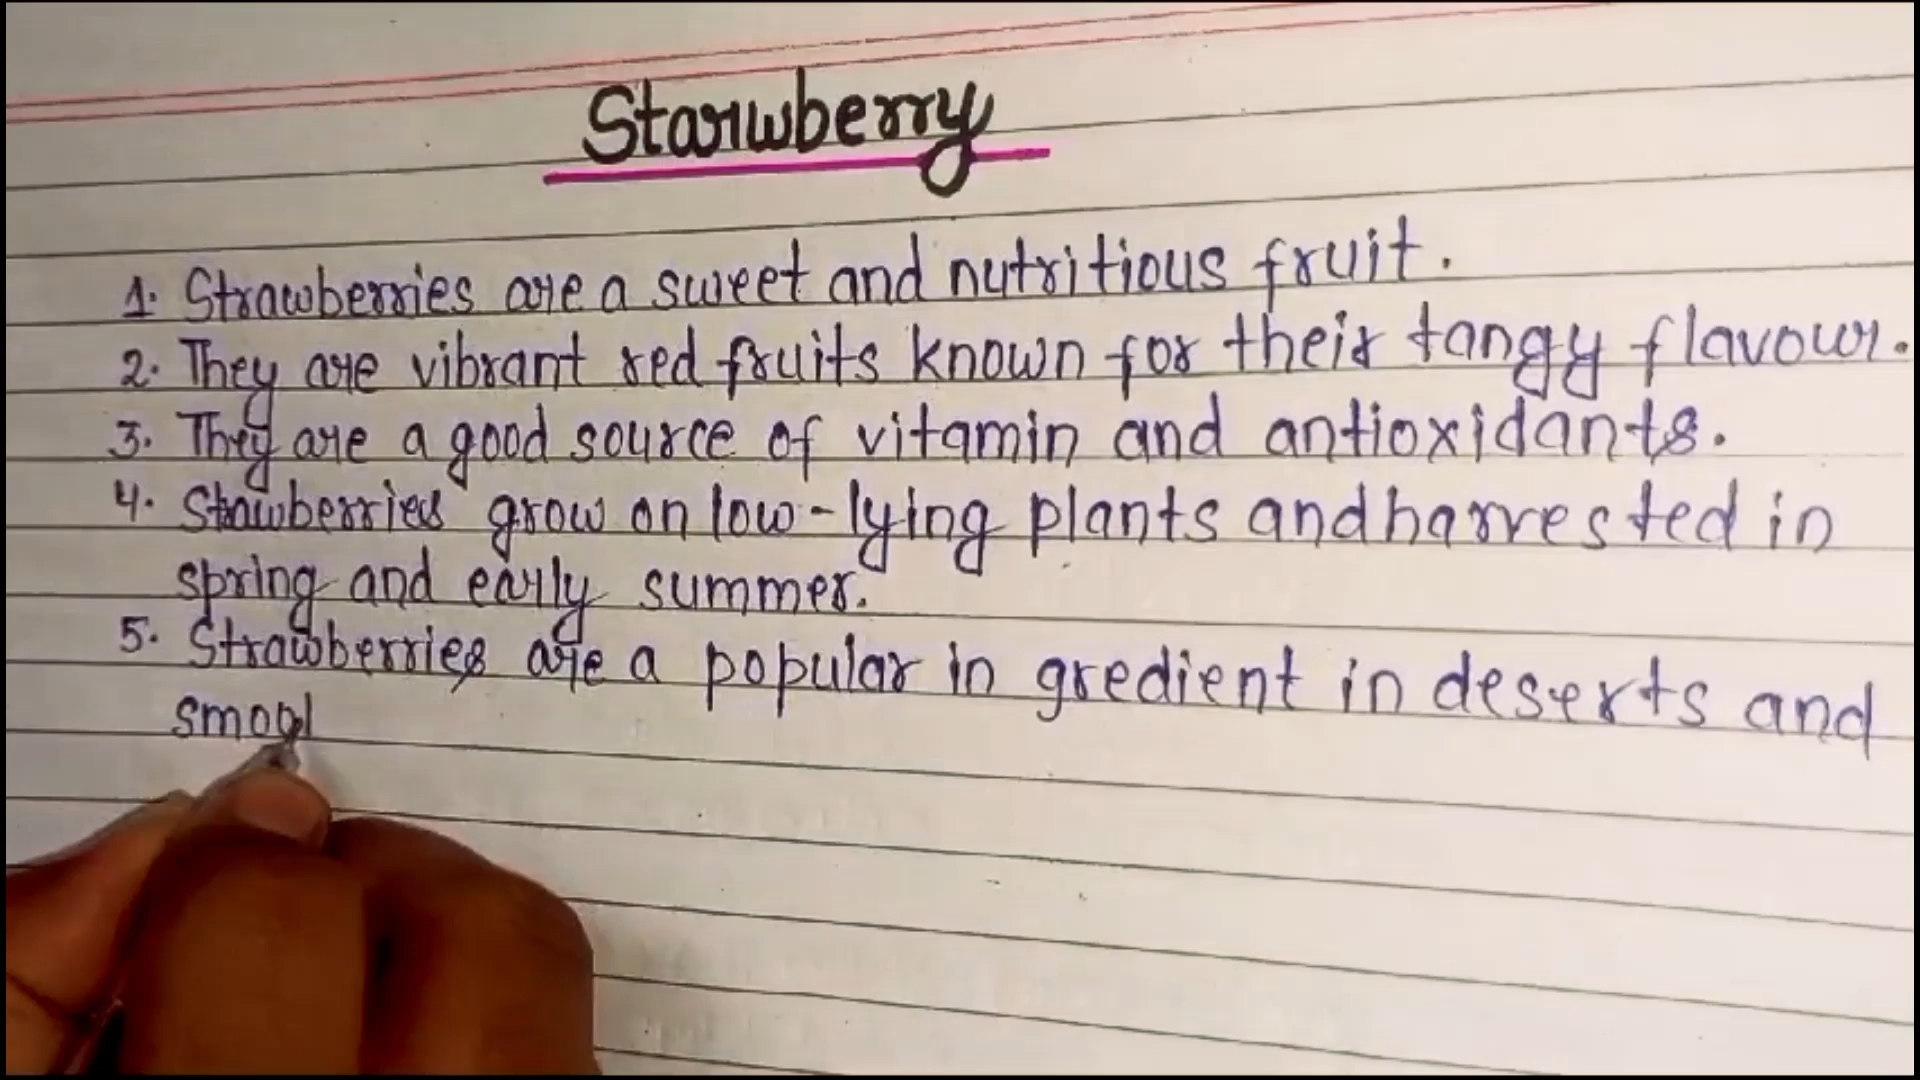 Starwberry
1. Strawberries are a sweet and nutritious fruit.
2. They are vibrant red fruits known for their tangy flavour.
3. They are a good source of vitamin and antioxidants.
4. Strawberries grow on low-lying plants and harvested in
spring and early summer.
5. Strawberries are a popular in gredient in deserts and